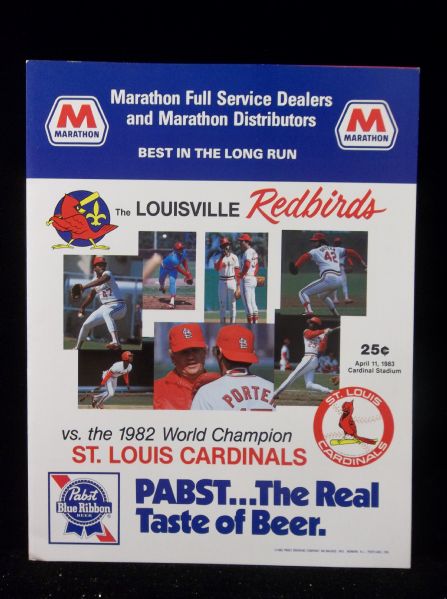 Marathon Full Service Dealers
and Marathon Distributors
BEST IN THE LONG RUN
M
MARATHON
M
MARATHON
The LOUISVILLE Redbirds
42
47
25¢
April 11, 1983
Cardinal Stadium
PORTE
vs. the 1982 World Champion
ST. LOUIS CARDINALS
ST. LOUIS
CARDINALS
Pabst
Blue Ribbon
BEER
PABST...The Real
Taste of Beer.